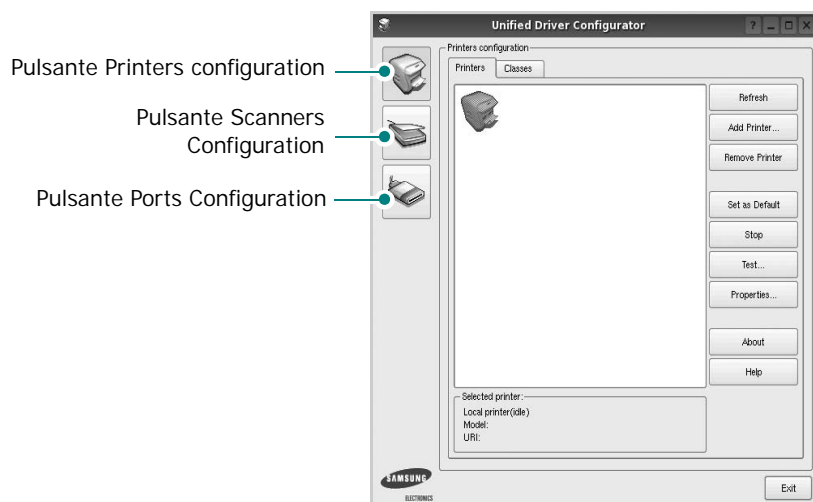 Unified Driver Configurator
Pulsante Printers configuration
Pulsante Scanners
Configuration
Pulsante Ports Configuration
Printers configuration
Printers
Classes
Refresh
Add Printer...
Remove Printer
Set as Default
Stop
Test...
Properties...
About
Help
Selected printer:
Local printer(idle)
Model:
URI:
SAMSUNG
ELECTRONICS
Exit